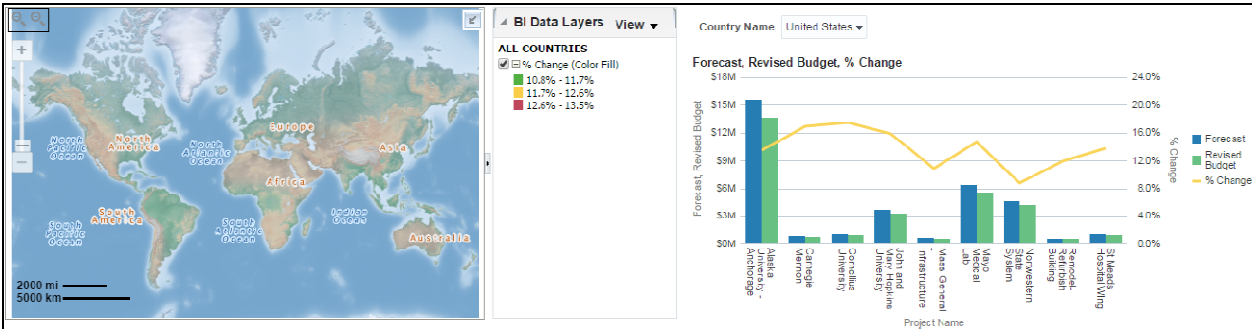 North
Pacific
Ocean
North
America
North
Atlantic
Ocean
Europe
Asia
Africa
South
Pacific
Ocean
South
America
South
Atlantic
Ocean
Indian
Ocean
Australia
2000 mi
5000 km
BI Data Layers View
ALL COUNTRIES
% Change (Color Fill)
10.8% - 11.7%
11.7% - 12.6%
12.6% - 13.5%
Country Name United States
Forecast, Revised Budget, % Change
Forecast, Revised Budget
$18M
$15M
$12M
$9M
$6M
$3M
$0M
24.0%
20.0%
16.0%
12.0%
8.0%
4.0%
0.0%
% Change
Forecast
Revised
Budget
% Change
Alaska
University -
Anchorage
Carnegie
Mernon
Cornelius
University
John and
Mary Hopkins
University
Mass General
- Infrastructure
Mayo
Medical
Lab
Norwestern
State
System
Remodel-
Refurbish
Building
St Meads
Hospital Wing
Project Name